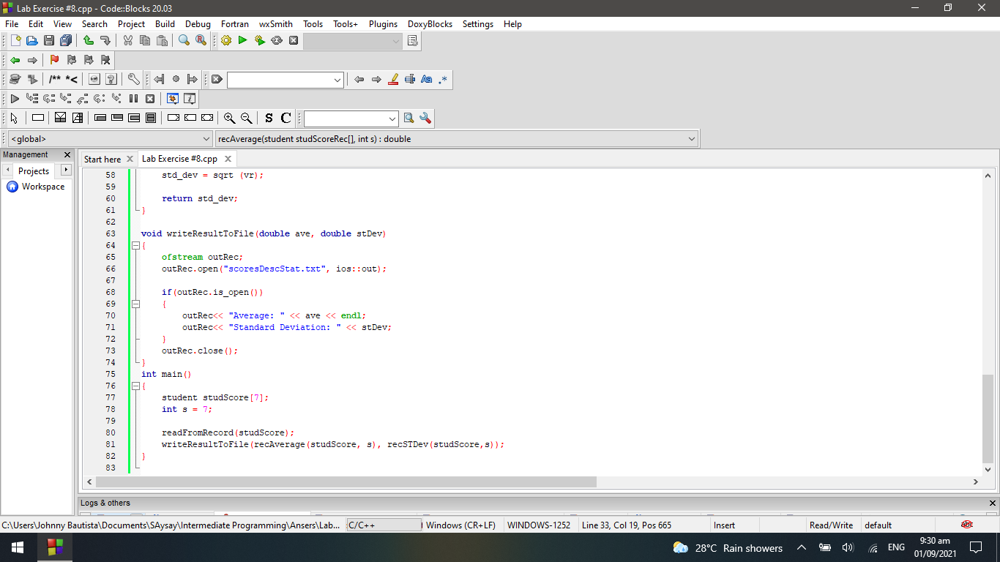 Lab Exercise #8.cpp - Code::Blocks 20.03
File Edit View Search Project Build Debug Fortran wxSmith Tools Tools+ Plugins DoxyBlocks Settings Help
/** *<
Aa .*
S C
<global> recAverage(student studScoreRec[], int s) : double
Management
Start here Lab Exercise #8.cpp
Projects
Workspace
58 std_dev = sqrt (vr);
59
60 return std_dev;
61 }
62
63 void writeResultToFile(double ave, double stDev)
64 {
65 ofstream outRec;
66 outRec.open("scoresDescStat.txt", ios::out);
67
68 if(outRec.is_open())
69 {
70 outRec<< "Average: " << ave << endl;
71 outRec<< "Standard Deviation: " << stDev;
72 }
73 outRec.close();
74 }
75 int main()
76 {
77 student studScore[7];
78 int s = 7;
79
80 readFromRecord(studScore);
81 writeResultToFile(recAverage(studScore, s), recSTDev(studScore,s));
82 }
83
Logs & others
C:\Users\Johnny Bautista\Documents\SAysay\Intermediate Programming\Ansers\Lab... C/C++ Windows (CR+LF) WINDOWS-1252 Line 33, Col 19, Pos 665 Insert Read/Write default abc
28°C Rain showers ENG 9:30 am
01/09/2021